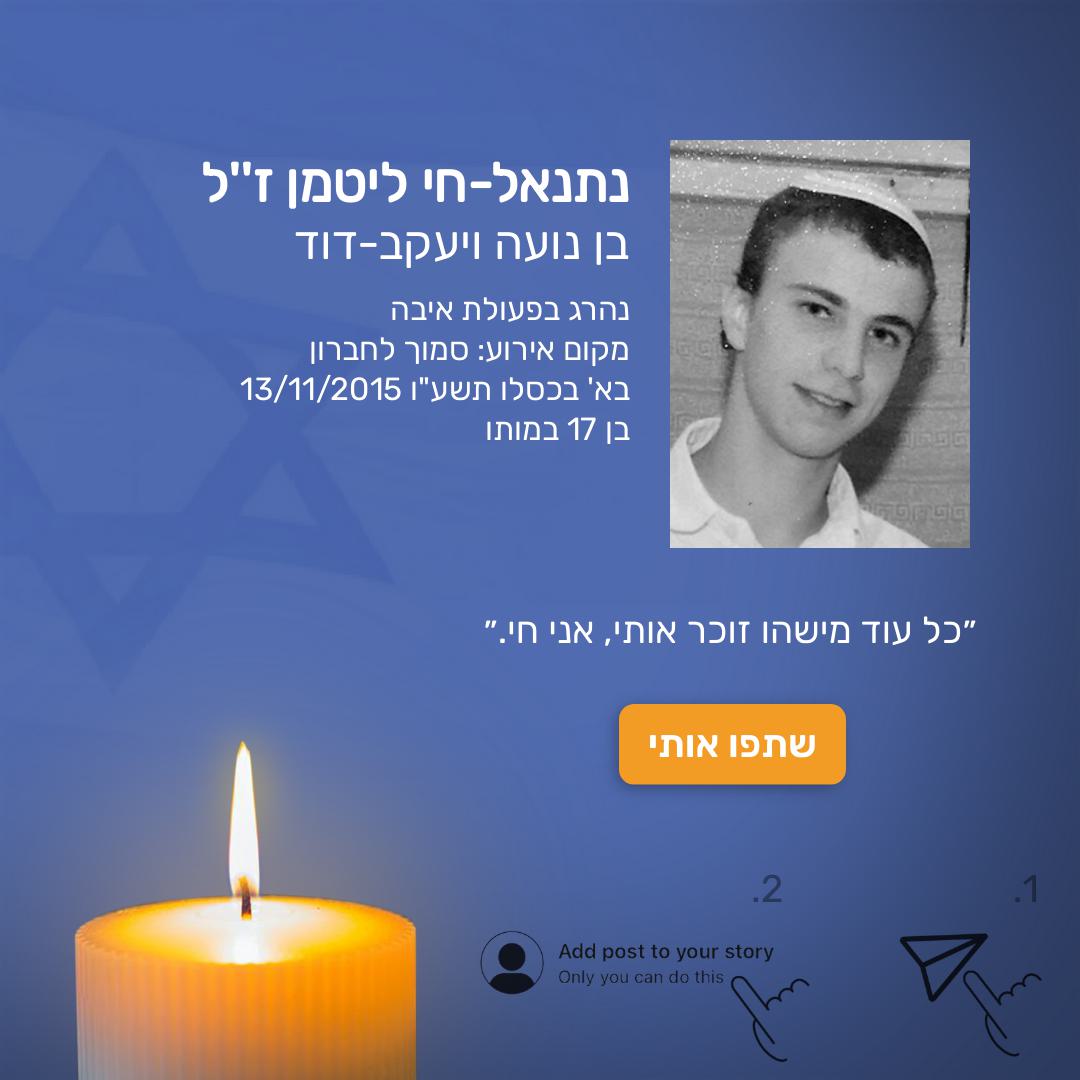 נתנאל-חי ליטמן ז"ל
בן נועה ויעקב-דוד
נהרג בפעולת איבה
מקום אירוע: סמוך לחברון
בא' בכסלו תשע"ו 13/11/2015
בן 17 במותו
״כל עוד מישהו זוכר אותי, אני חי.״
שתפו אותי
1.
2.
Add post to your story
Only you can do this